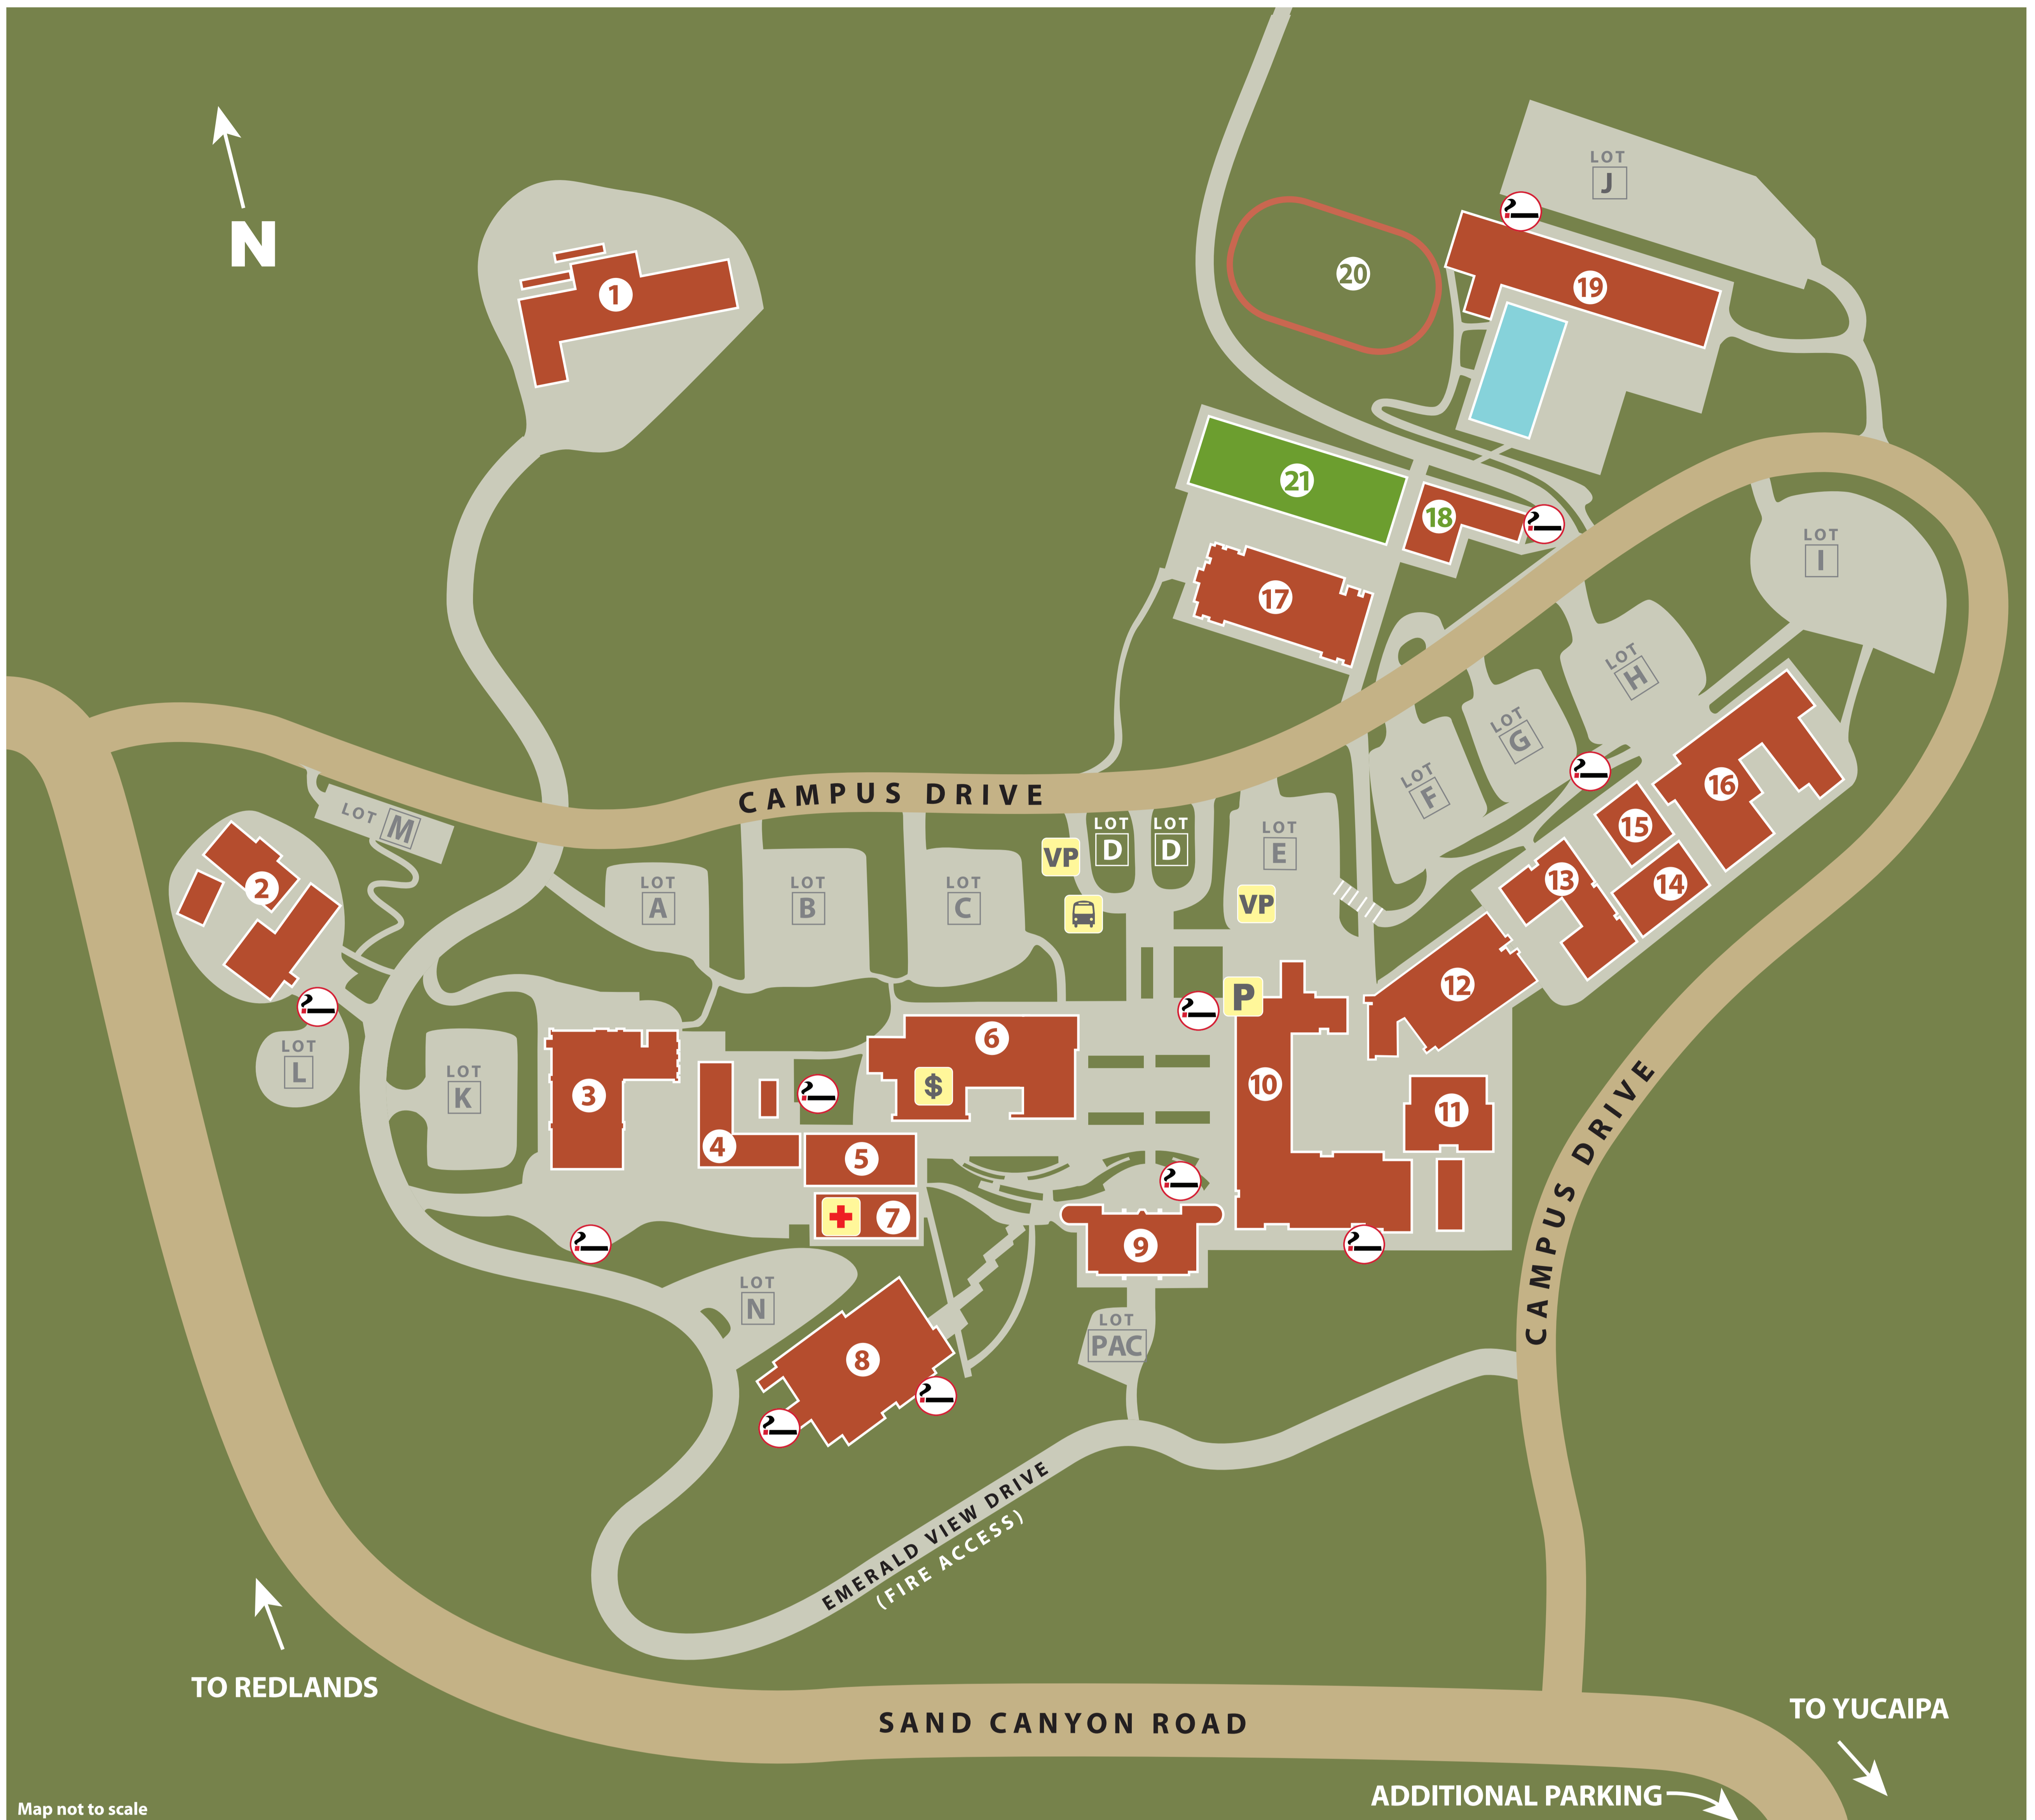 LOT
J
N
20
19
1
21
18
LOT
I
17
LOT
H
LOT
G
LOT
F
16
CAMPUS DRIVE
LOT
M
LOT
D
LOT
D
15
VP
LOT
E
2
LOT
A
LOT
B
LOT
C
13
14
VP
12
P
6
LOT
L
LOT
K
3
$
10
11
4
5
7
9
CAMPUS DRIVE
LOT
N
LOT
PAC
8
EMERALD VIEW DRIVE
(FIRE ACCESS)
TO REDLANDS
SAND CANYON ROAD
TO YUCAIPA
ADDITIONAL PARKING
Map not to scale